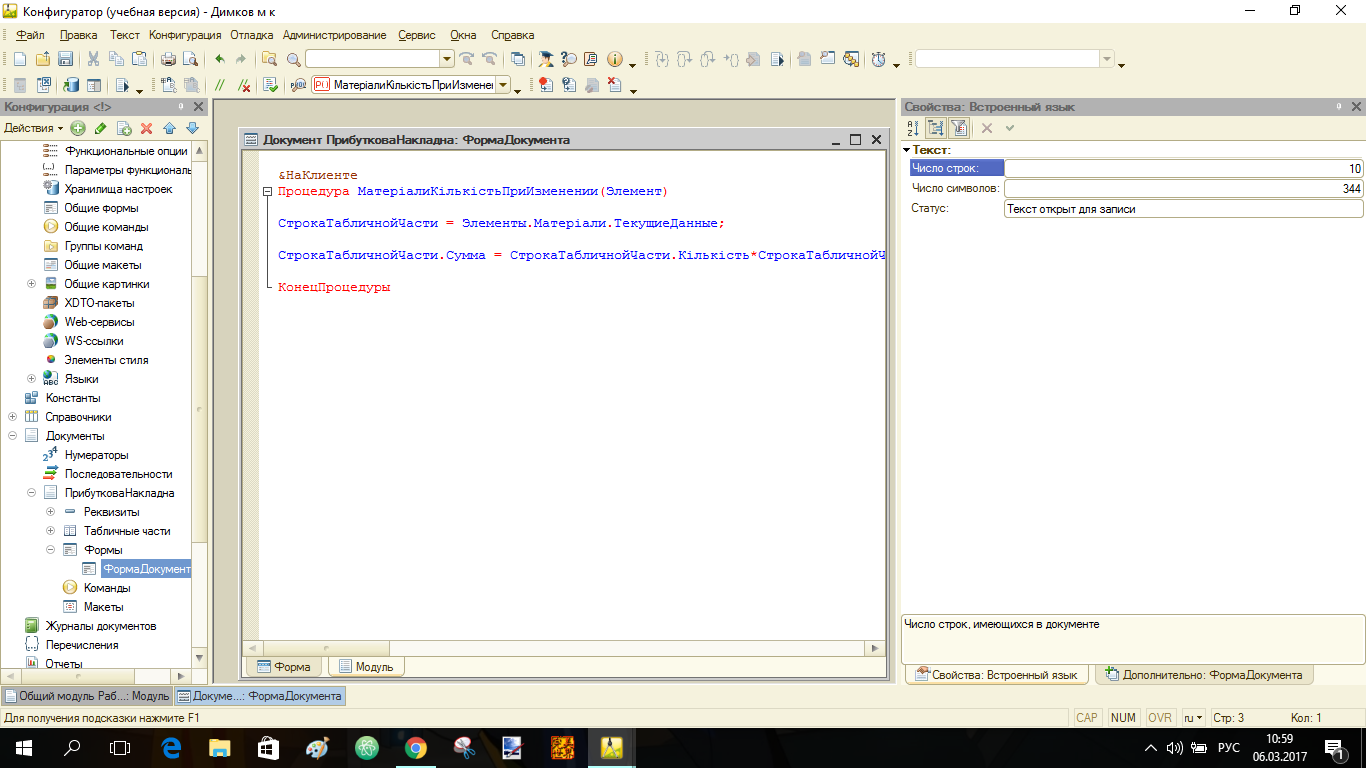 Конфигуратор (учебная версия) - Димков м к
Файл Правка Текст Конфигурация Отладка Администрирование Сервис Окна Справка
МатеріалиКількістьПриИзменеі
Конфигурация <!>
Действия
Функциональные опции
Параметры функциональ
Хранилища настроек
Общие формы
Общие команды
Группы команд
Общие макеты
Общие картинки
XDTO-пакеты
Web-сервисы
WS-ссылки
Элементы стиля
Языки
Константы
Справочники
Документы
Нумераторы
Последовательности
ПрибутковаНакладна
Реквизиты
Табличные части
Формы
ФормаДокумент
Команды
Макеты
Журналы документов
Перечисления
Отчеты
Документ ПрибутковаНакладна: ФормаДокумента
&НаКлиенте
Процедура МатеріалиКількістьПриИзменении(Элемент)
СтрокаТабличнойЧасти = Элементы.Матеріали.ТекущиеДанные;
СтрокаТабличнойЧасти.Сумма = СтрокаТабличнойЧасти.Кількість*СтрокаТабличнойЧ
КонецПроцедуры
Форма Модуль
Свойства: Встроенный язык
Текст:
Число строк: 10
Число символов: 344
Статус: Текст открыт для записи
Число строк, имеющихся в документе
Свойства: Встроенный язык Дополнительно: ФормаДокумента
Общий модуль Раб...: Модуль Докуме...: ФормаДокумента
Для получения подсказки нажмите F1 CAP NUM OVR ru Стр: 3 Кол: 1
РУС 10:59
06.03.2017 1